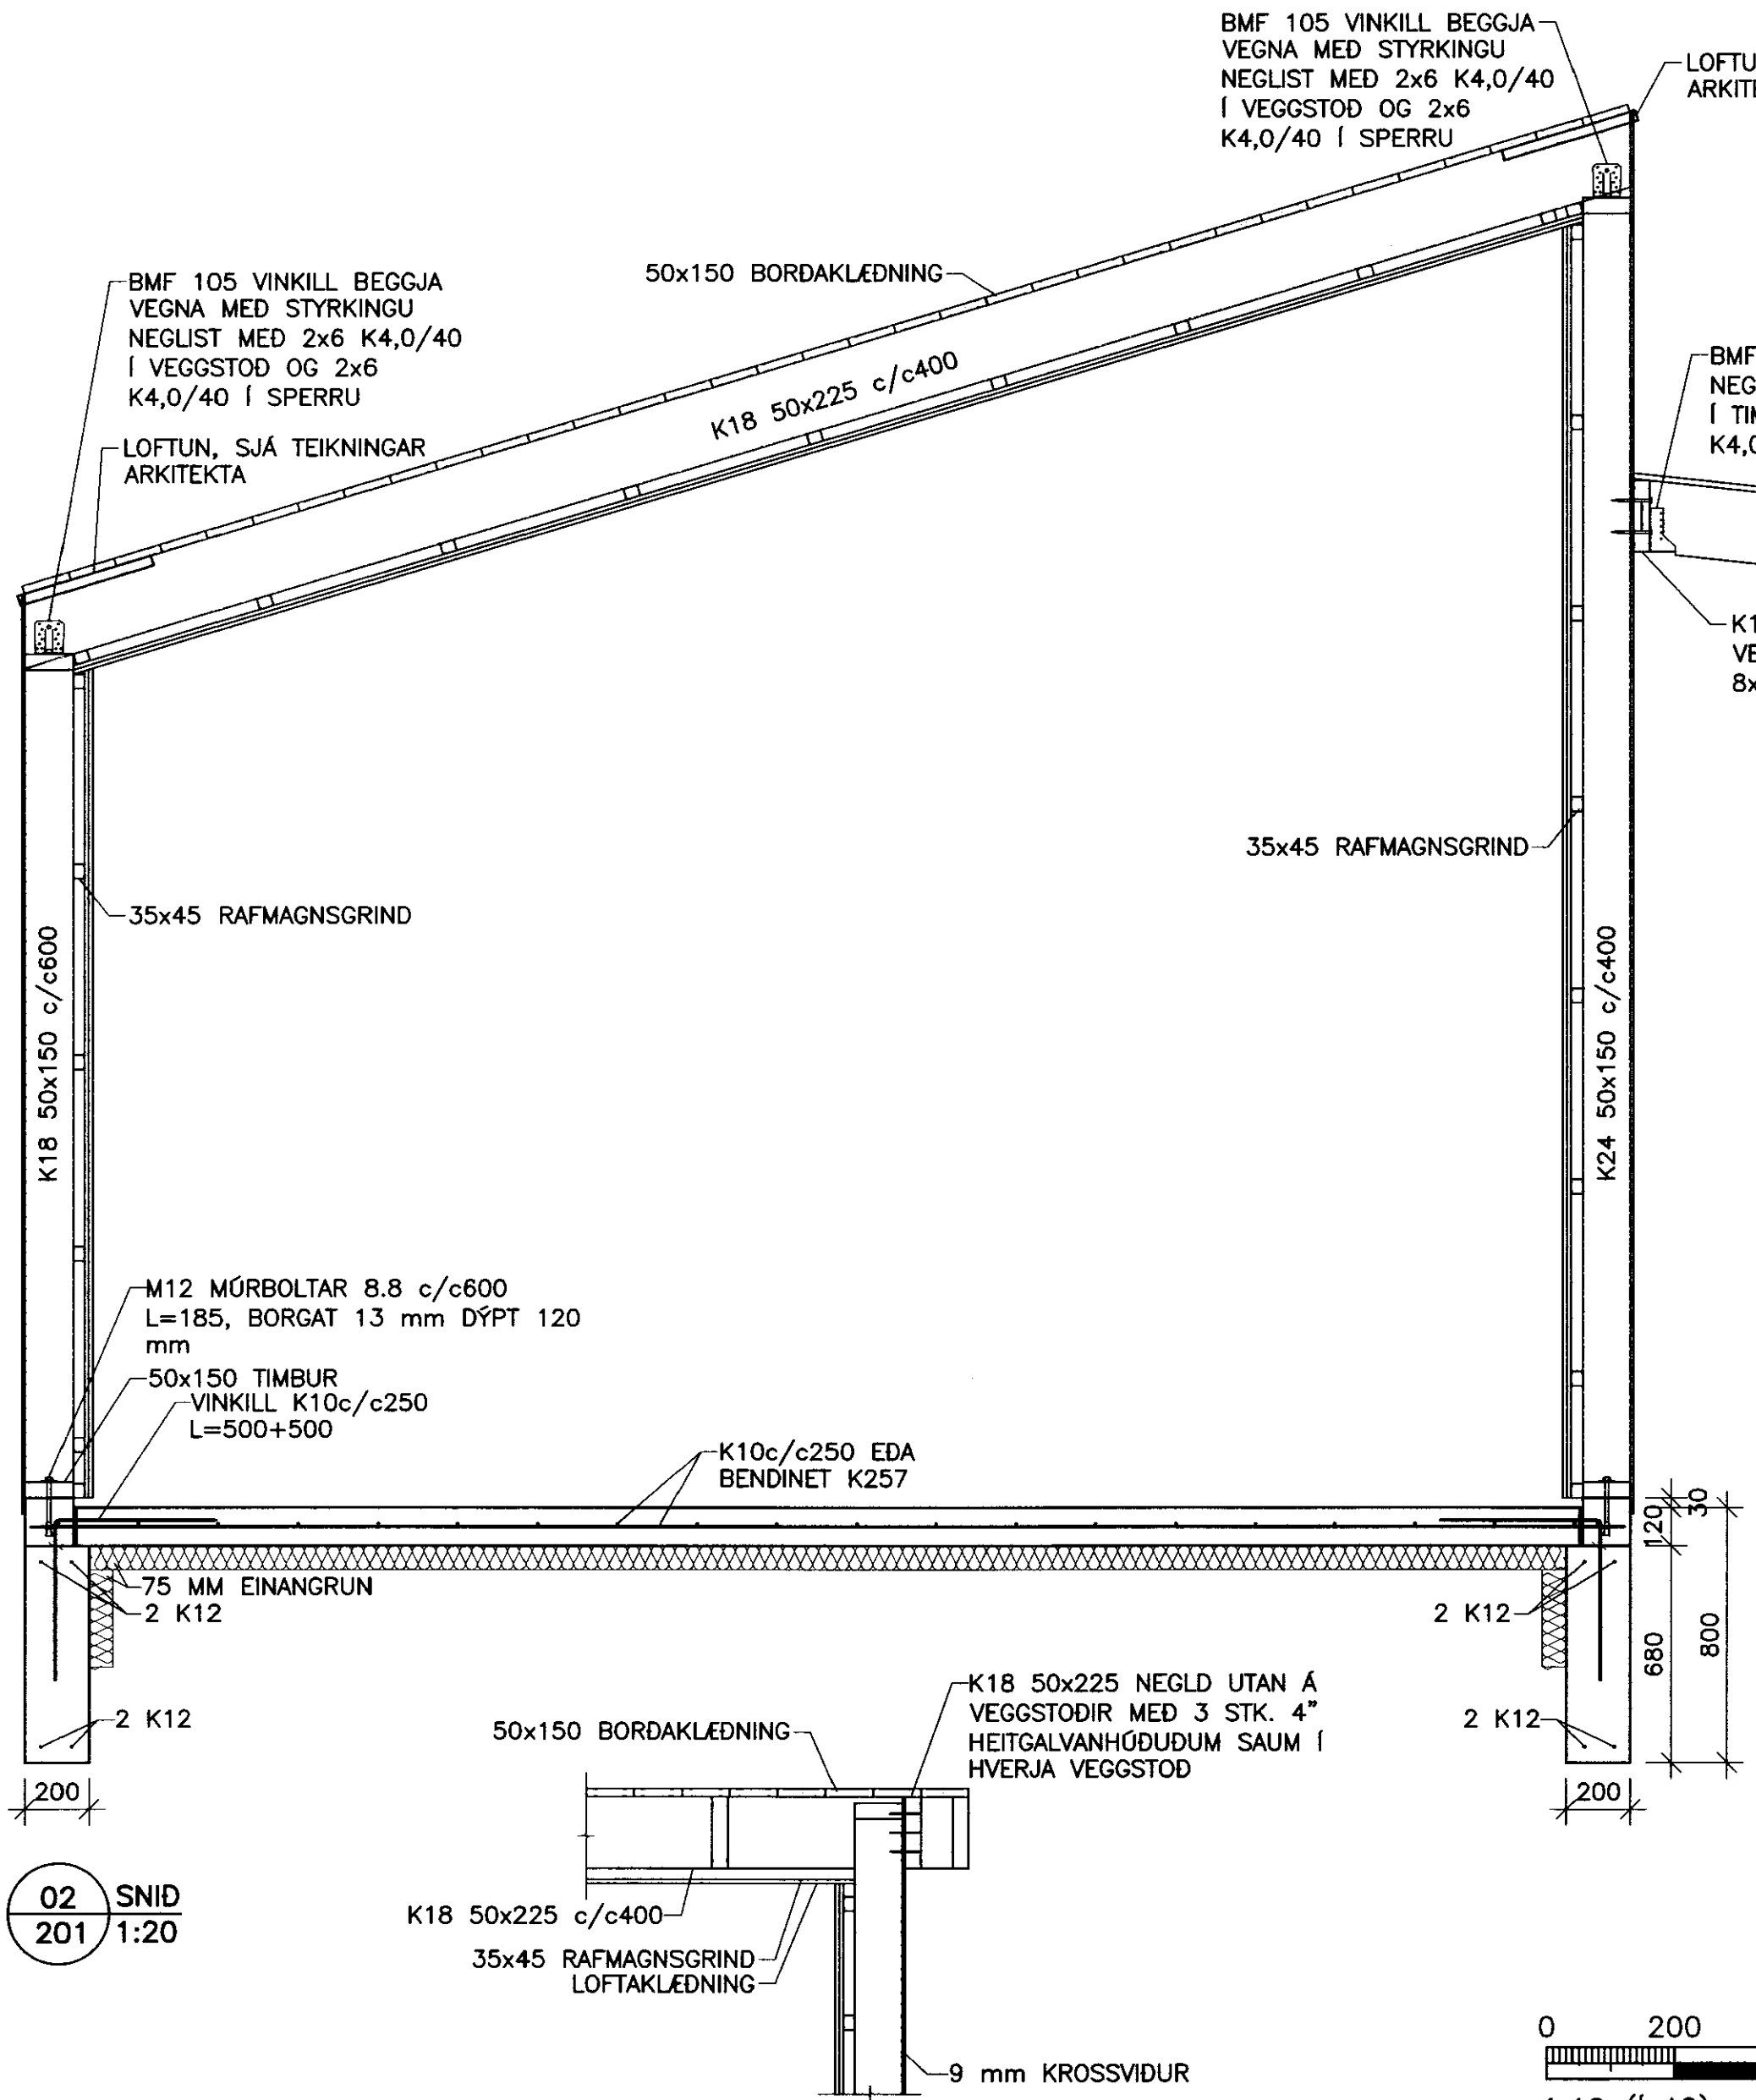 BMF 105 VINKILL BEGGJA
VEGNA MEÐ STYRKINGU
NEGLIST MEÐ 2x6 K4,0/40
Í VEGGSTOÐ OG 2x6
K4,0/40 Í SPERRU
LOFTU
ARKITE
BMF 105 VINKILL BEGGJA
VEGNA MEÐ STYRKINGU
NEGLIST MEÐ 2x6 K4,0/40
Í VEGGSTOÐ OG 2x6
K4,0/40 Í SPERRU
LOFTUN, SJÁ TEIKNINGAR
ARKITEKTA
50x150 BORÐAKLÆÐNING
K18 50x225 c/c400
BMF
NEG
Í TIM
K4,0
K1
VE
8x
35x45 RAFMAGNSGRIND
35x45 RAFMAGNSGRIND
K18 50x150 c/c600
K24 50x150 c/c400
M12 MÚRBOLTAR 8.8 c/c600
L=185, BORGAT 13 mm DÝPT 120
mm
50x150 TIMBUR
VINKILL K10c/c250
L=500+500
K10c/c250 EÐA
BENDINET K257
30
120
75 MM EINANGRUN
2 K12
2 K12
680
800
2 K12
2 K12
200
200
K18 50x225 NEGLD UTAN Á
VEGGSTOÐIR MEÐ 3 STK. 4"
HEITGALVANHÚÐUÐUM SAUM Í
HVERJA VEGGSTOÐ
50x150 BORÐAKLÆÐNING
02
201
SNIÐ
1:20
K18 50x225 c/c400
35x45 RAFMAGNSGRIND
LOFTAKLÆÐNING
9 mm KROSSVIÐUR
0 200